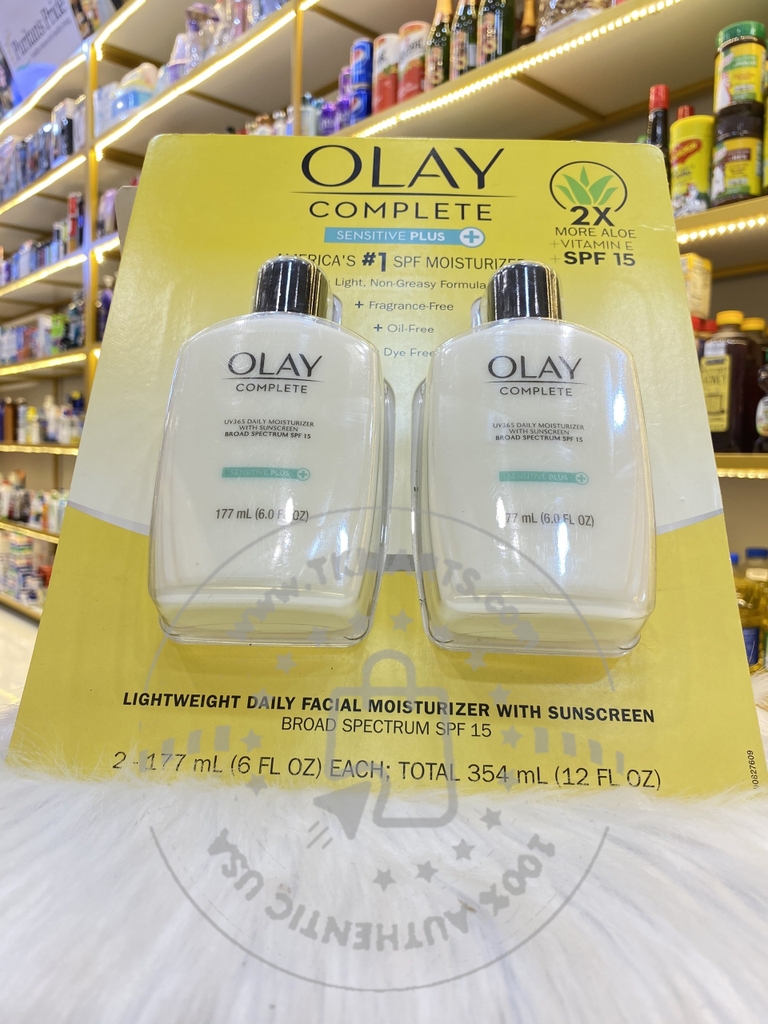 Puritan's Pride
OLAY
COMPLETE
SENSITIVE PLUS +
2X
MORE ALOE
+VITAMIN E
+ SPF 15
AMERICA'S #1 SPF MOISTURIZER
Light, Non-Greasy Formula
+ Fragrance-Free
+ Oil-Free
Dye Free
OLAY
COMPLETE
UV365 DAILY MOISTURIZER
WITH SUNSCREEN
BROAD SPECTRUM SPF 15
SENSITIVE PLUS +
177 mL (6.0 FL OZ)
OLAY
COMPLETE
UV365 DAILY MOISTURIZER
WITH SUNSCREEN
BROAD SPECTRUM SPF 15
SENSITIVE PLUS +
177 mL (6.0 FL OZ)
LIGHTWEIGHT DAILY FACIAL MOISTURIZER WITH SUNSCREEN
BROAD SPECTRUM SPF 15
2 - 177 mL (6 FL OZ) EACH; TOTAL 354 mL (12 FL OZ)
100% AUTHENTIC USA